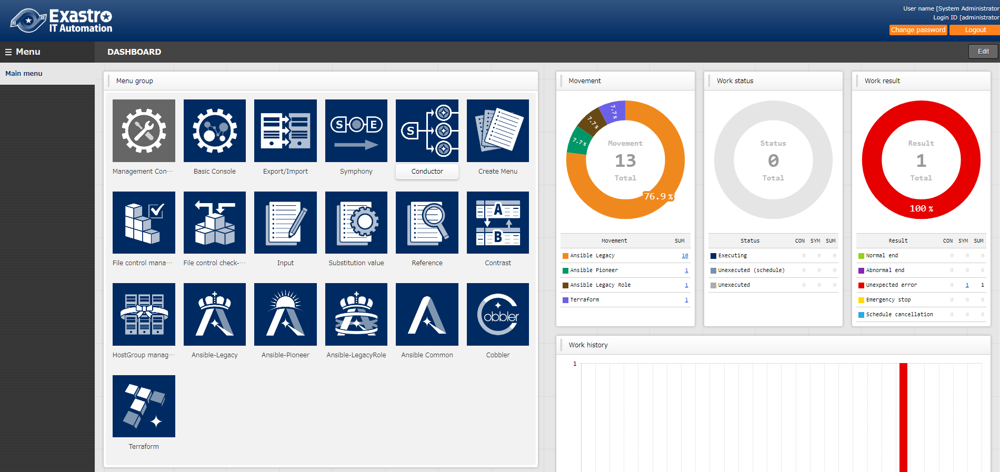 Exastro
IT Automation
User name [System Administrator
Login ID [administrator
Change password
Logout
Menu
DASHBOARD
Edit
Main menu
Menu group
Management Con···
Basic Console
Export/Import
S E
Symphony
S
Conductor
Create Menu
File control mana···
File control check-···
Input
Substitution value
Reference
A
B
Contrast
HostGroup manag···
Ansible-Legacy
Ansible-Pioneer
Ansible-LegacyRole
Ansible Common
Cobbler
Cobbler
Terraform
Movement
7.7%
7.7%
7.7%
76.9%
Movement
13
Total
Movement SUM
Ansible Legacy 10
Ansible Pioneer 1
Ansible Legacy Role 1
Terraform 1
Work status
Status
0
Total
Status CON SYM SUM
Executing 0 0 0
Unexecuted (schedule) 0 0 0
Unexecuted 0 0 0
Work result
Result
1
Total
100%
Result CON SYM SUM
Normal end 0 0 0
Abnormal end 0 0 0
Unexpected error 0 1 1
Emergency stop 0 0 0
Schedule cancellation 0 0 0
Work history
1